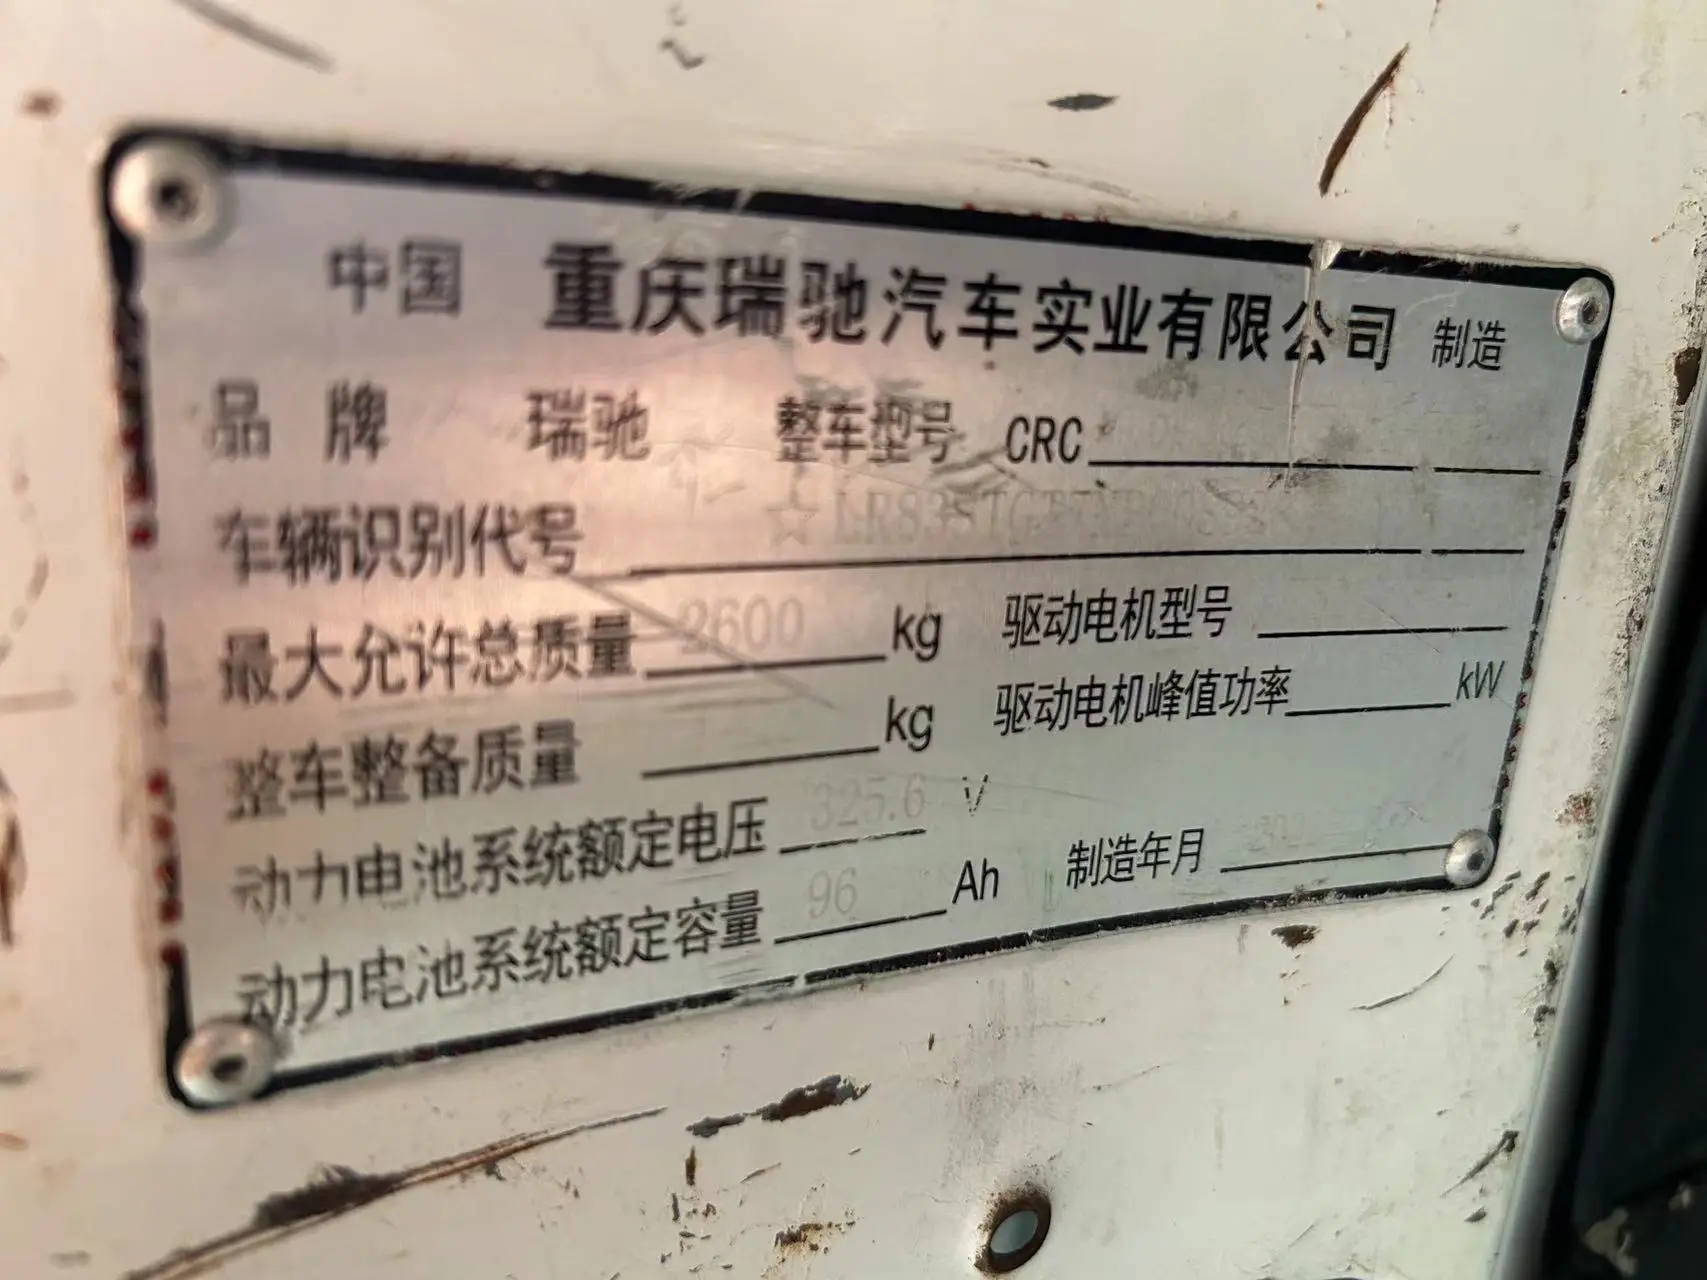 中国 重庆瑞驰汽车实业有限公司 制造
品牌 瑞驰 整车型号 CRC
车辆识别代号
最大允许总质量 2600 kg 驱动电机型号
整车整备质量 kg 驱动电机峰值功率 kW
动力电池系统额定电压 325.6 V
动力电池系统额定容量 96 Ah 制造年月